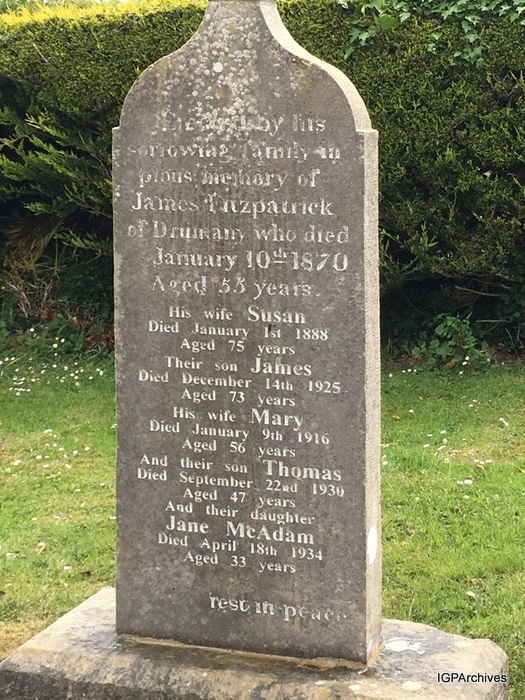 Erected by his
sorrowing family in
pious memory of
James Fitzpatrick
of Drumany who died
January 10th 1870
Aged years
His wife Susan
Died January 1st 1888
Aged 75 years
Their son James
Died December 14th 1925
Aged 73 years
His wife Mary
Died January 9th 1916
Aged 56 years
And their son Thomas
Died September 22nd 1930
Aged 47 years
And their daughter
Jane McAdam
Died April 18th 1934
Aged 33 years
rest in peace
IGPArchives